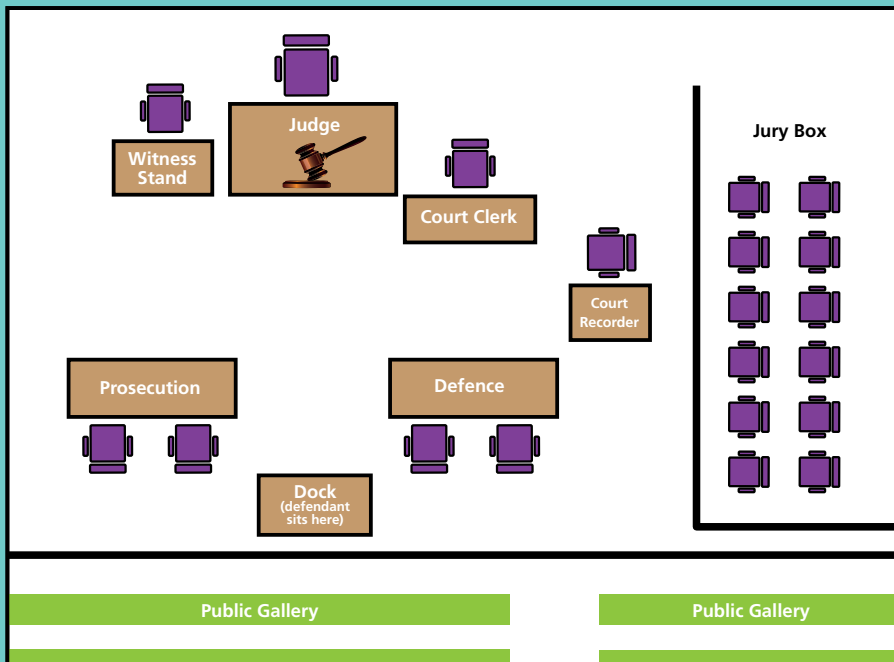 Judge
Jury Box
Witness
Stand
Court Clerk
Court
Recorder
Prosecution
Defence
Dock
(defendant
sits here)
Public Gallery
Public Gallery